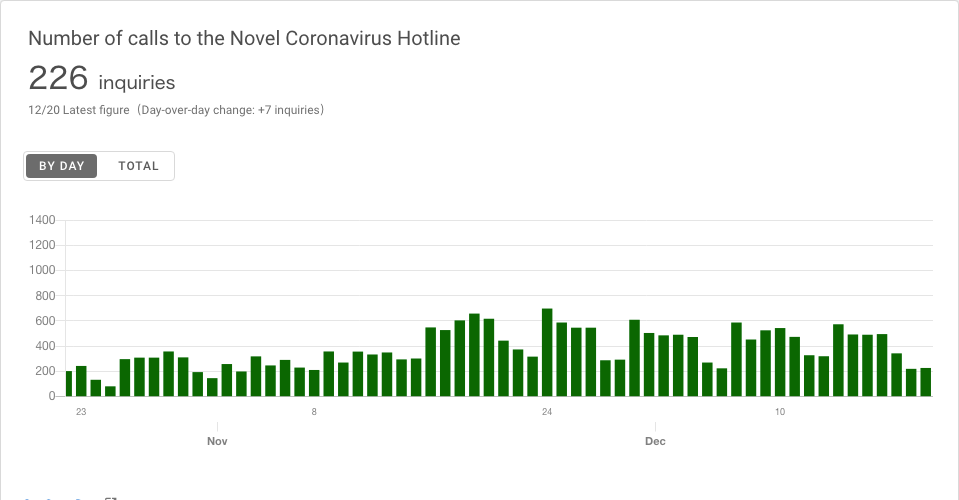 Number of calls to the Novel Coronavirus Hotline
226 inquiries
12/20 Latest figure（Day-over-day change: +7 inquiries）
BY DAY TOTAL
1400
1200
1000
800
600
400
200
0
23 8 24 10
Nov Dec